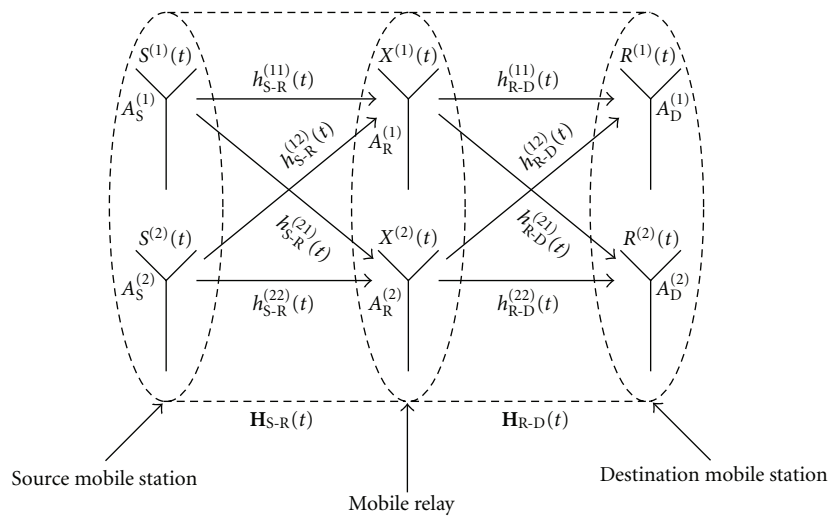 S^(1)(t) X^(1)(t) R^(1)(t)
h_S-R^(11)(t) h_R-D^(11)(t)
A_S^(1) A_R^(1) A_D^(1)
h_S-R^(12)(t) h_R-D^(12)(t)
h_S-R^(21)(t) h_R-D^(21)(t)
S^(2)(t) X^(2)(t) R^(2)(t)
A_S^(2) A_R^(2) A_D^(2)
h_S-R^(22)(t) h_R-D^(22)(t)
H_S-R(t) H_R-D(t)
Source mobile station
Mobile relay
Destination mobile station